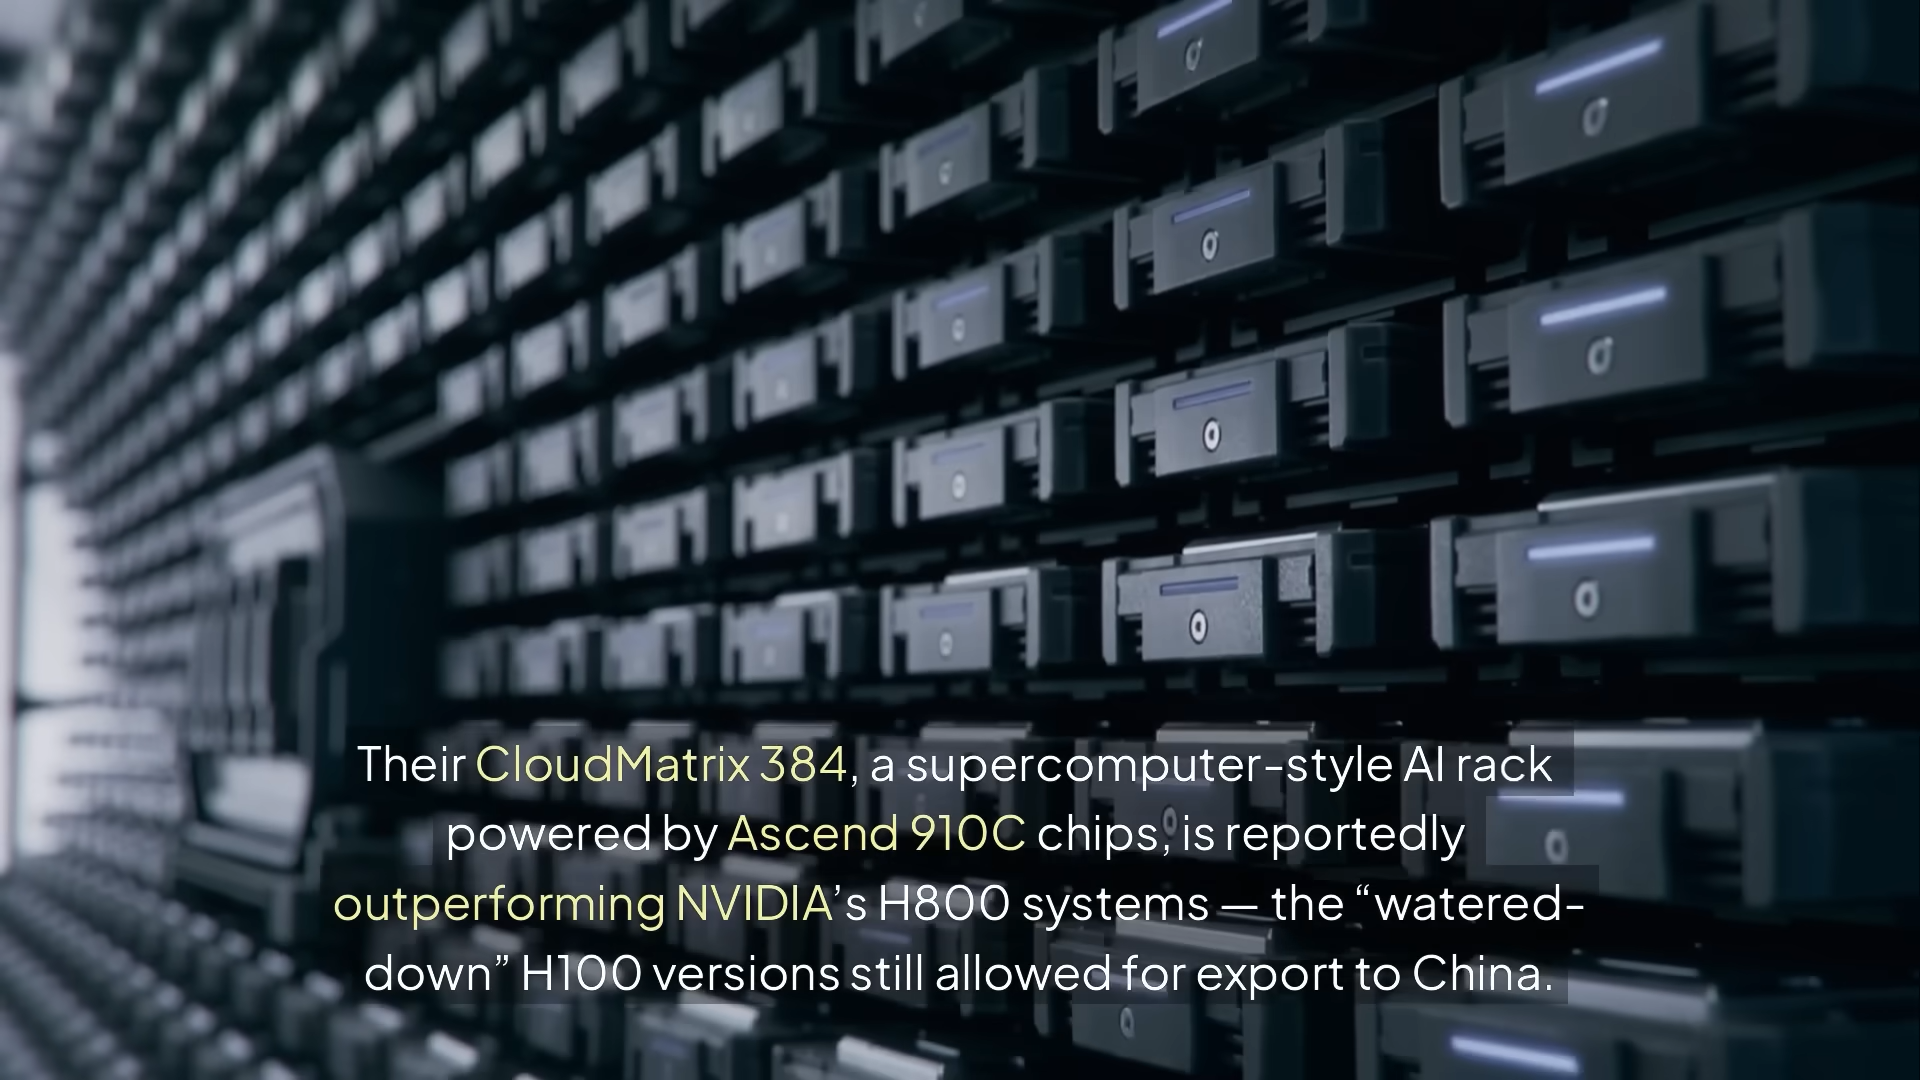 Their CloudMatrix 384, a supercomputer-style AI rack
powered by Ascend 910C chips, is reportedly
outperforming NVIDIA’s H800 systems — the “watered-
down” H100 versions still allowed for export to China.